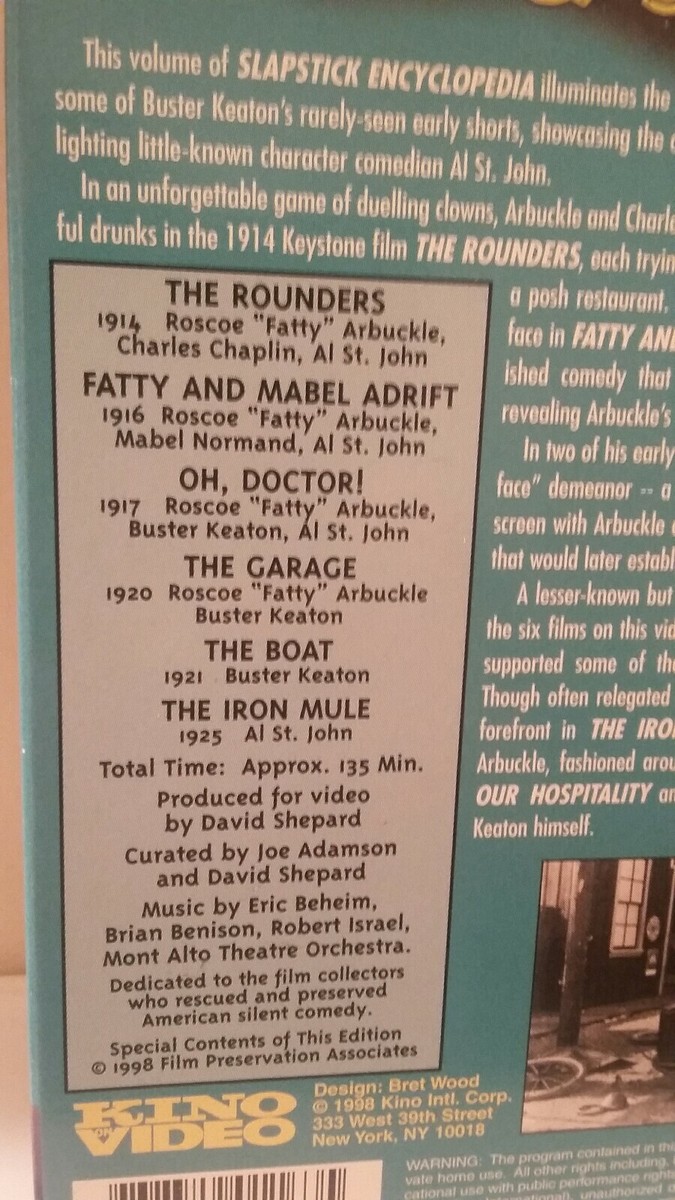 This volume of SLAPSTICK ENCYCLOPEDIA illuminates the
some of Buster Keaton's rarely-seen early shorts, showcasing the
lighting little-known character comedian Al St. John.
In an unforgettable game of duelling clowns, Arbuckle and Charle
ful drunks in the 1914 Keystone film THE ROUNDERS, each tryin
a posh restaurant.
face in FATTY AN
ished comedy that
revealing Arbuckle's
In two of his early
face" demeanor -- a
screen with Arbuckle
that would later establ
A lesser-known but
the six films on this vi
supported some of th
Though often relegated
forefront in THE IRO
Arbuckle, fashioned arou
OUR HOSPITALITY an
Keaton himself.
THE ROUNDERS
1914 Roscoe "Fatty" Arbuckle,
Charles Chaplin, Al St. John
FATTY AND MABEL ADRIFT
1916 Roscoe "Fatty" Arbuckle,
Mabel Normand, Al St. John
OH, DOCTOR!
1917 Roscoe "Fatty" Arbuckle,
Buster Keaton, Al St. John
THE GARAGE
1920 Roscoe "Fatty" Arbuckle
Buster Keaton
THE BOAT
1921 Buster Keaton
THE IRON MULE
1925 Al St. John
Total Time: Approx. 135 Min.
Produced for video
by David Shepard
Curated by Joe Adamson
and David Shepard
Music by Eric Beheim,
Brian Benison, Robert Israel,
Mont Alto Theatre Orchestra.
Dedicated to the film collectors
who rescued and preserved
American silent comedy.
Special Contents of This Edition
© 1998 Film Preservation Associates
KINO
ON VIDEO
Design: Bret Wood
© 1998 Kino Intl. Corp.
333 West 39th Street
New York, NY 10018
WARNING: The program contained in thi
vate home use. All other rights including,
cational use with public performance right